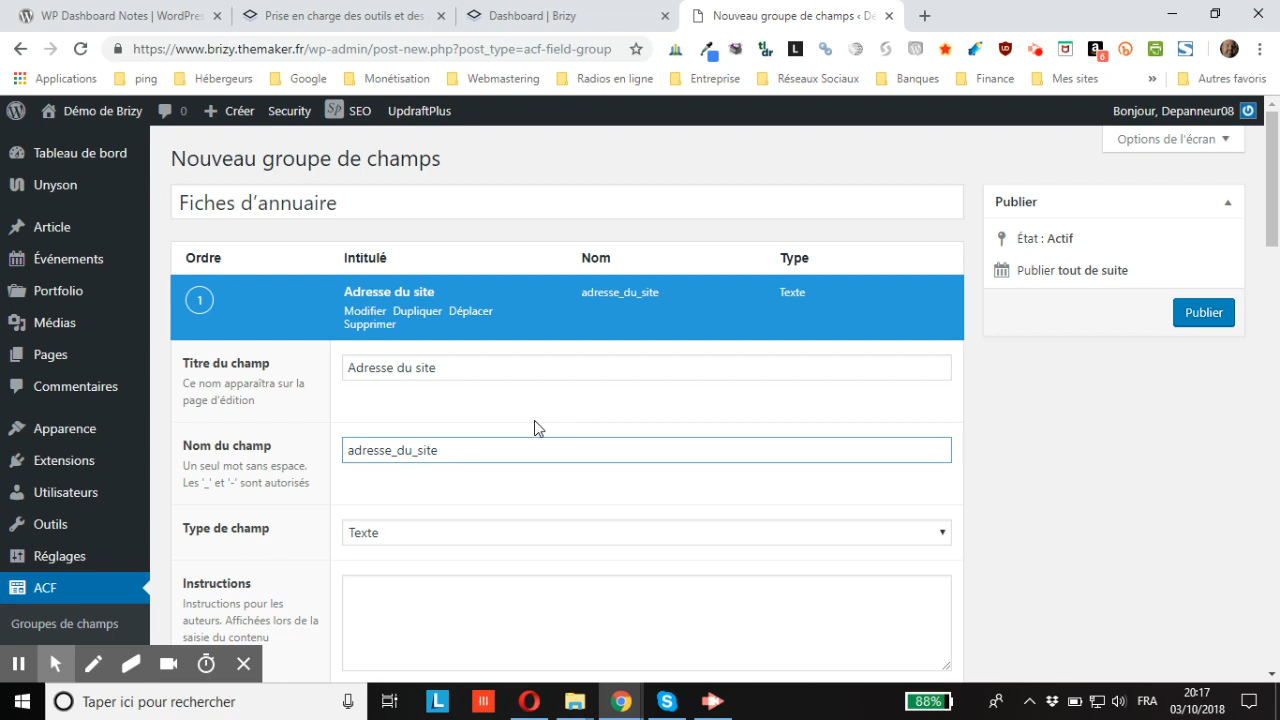 WP Dashboard Notes | WordPres
Prise en charge des outils et des
Dashboard | Brizy
Nouveau groupe de champs ‹ Dé
https://www.brizy.themaker.fr/wp-admin/post-new.php?post_type=acf-field-group
Applications
ping
Hébergeurs
Google
Monétisation
Webmastering
Radios en ligne
Entreprise
Réseaux Sociaux
Banques
Finance
Mes sites
Autres favoris
Démo de Brizy
0
Créer
Security
SEO
UpdraftPlus
Bonjour, Depanneur08
Options de l'écran
Tableau de bord
Unyson
Article
Événements
Portfolio
Médias
Pages
Commentaires
Apparence
Extensions
Utilisateurs
Outils
Réglages
ACF
Groupes de champs
Nouveau groupe de champs
Fiches d’annuaire
Ordre Intitulé Nom Type
1 Adresse du site adresse_du_site Texte
Modifier Dupliquer Déplacer
Supprimer
Titre du champ
Ce nom apparaîtra sur la
page d'édition
Adresse du site
Nom du champ
Un seul mot sans espace.
Les '_' et '-' sont autorisés
adresse_du_site
Type de champ
Texte
Instructions
Instructions pour les
auteurs. Affichées lors de la
saisie du contenu
Publier
État : Actif
Publier tout de suite
Publier
Taper ici pour rechercher
88%
FRA
20:17
03/10/2018